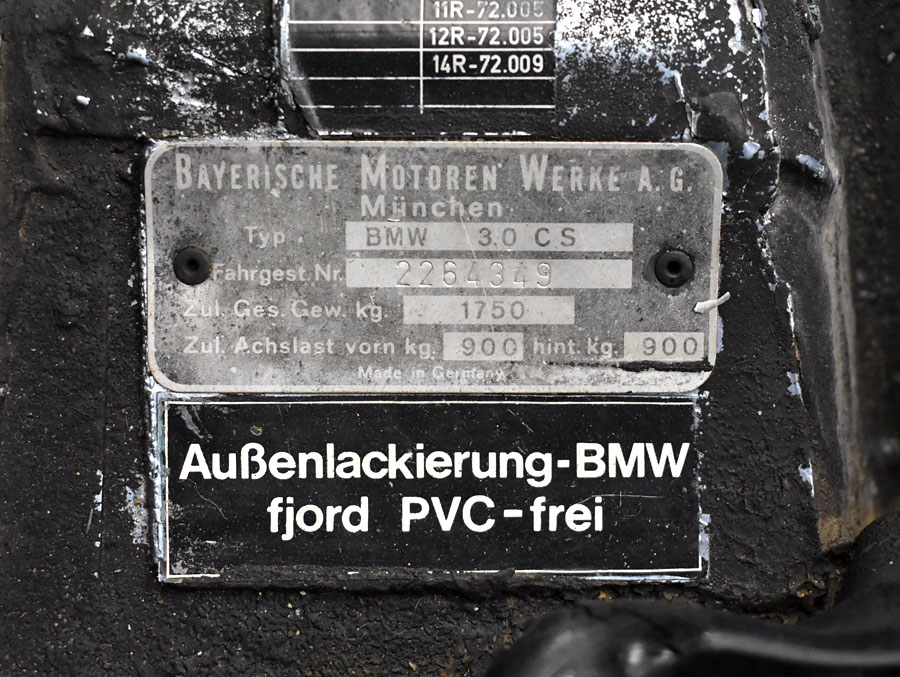 11R-72.005
12R-72.005
14R-72.009
BAYERISCHE MOTOREN WERKE A.G.
München
Typ BMW 3.0 CS
Fahrgest.Nr. 2264349
Zul. Ges. Gew. kg. 1750
Zul. Achslast vorn kg. 900 hint. kg. 900
Made in Germany
Außenlackierung-BMW
fjord PVC-frei